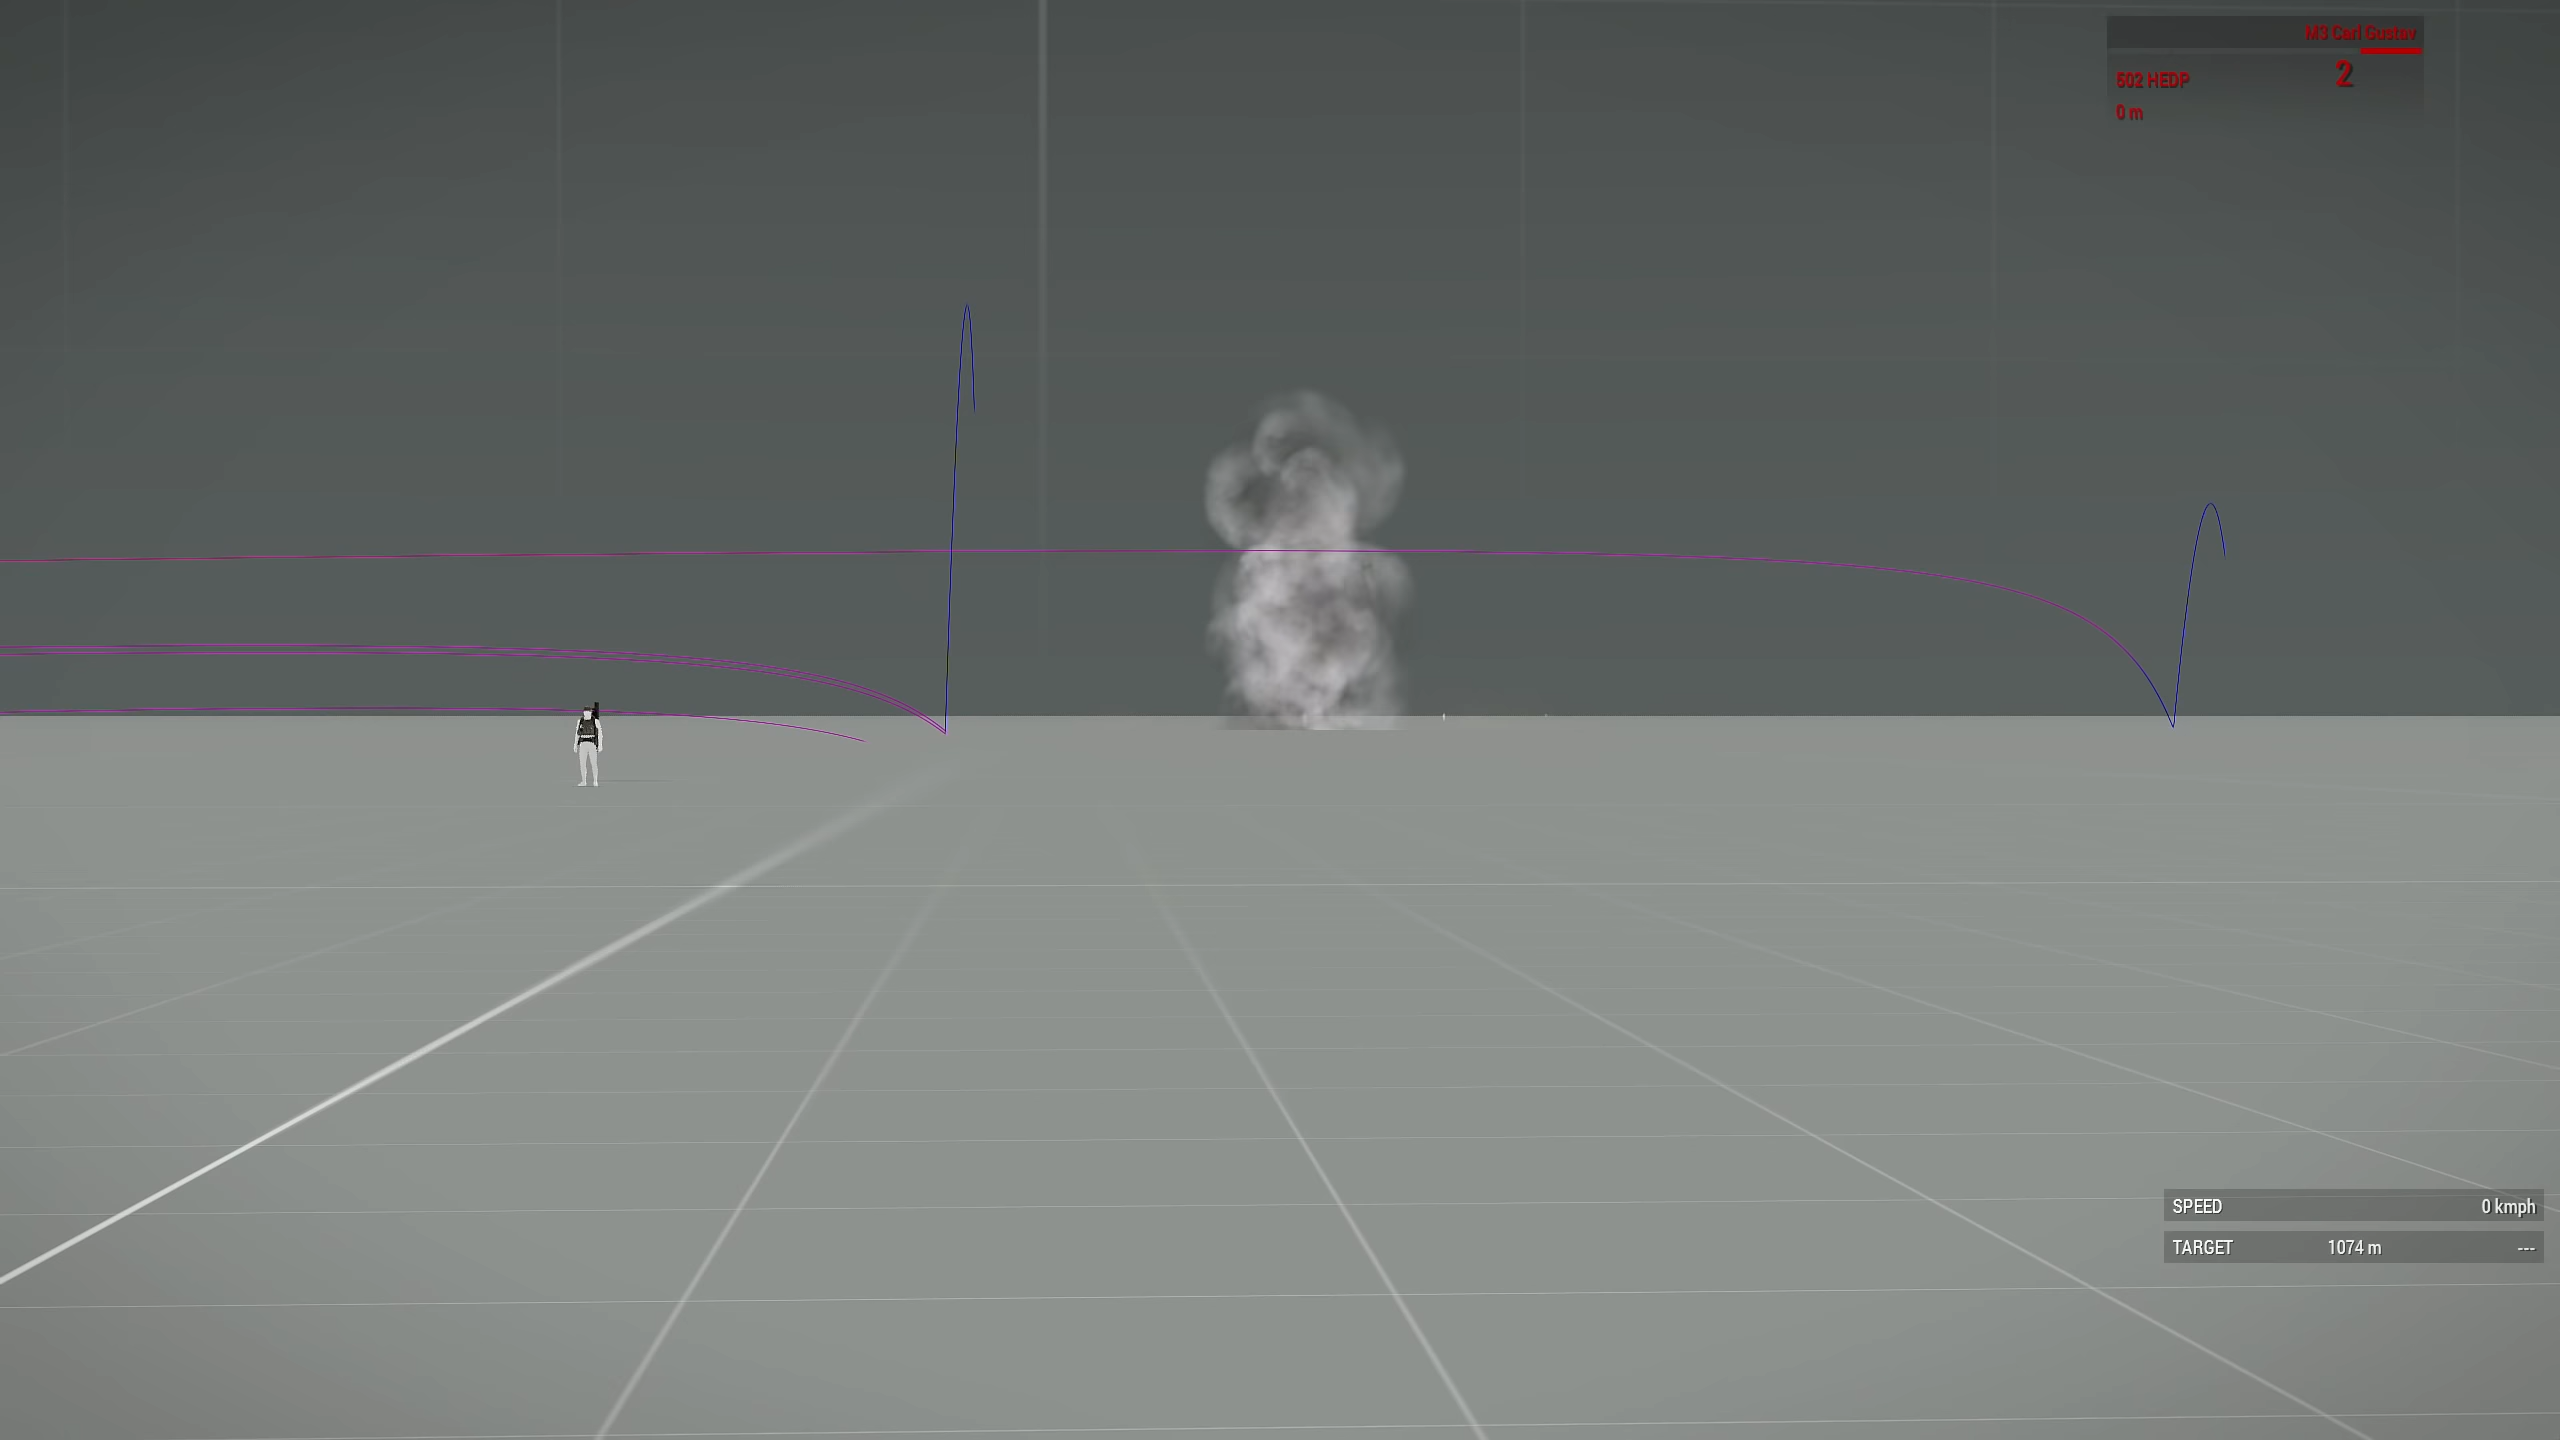 M3 Carl Gustav
502 HEDP 2
0 m
SPEED 0 kmph
TARGET 1074 m ---